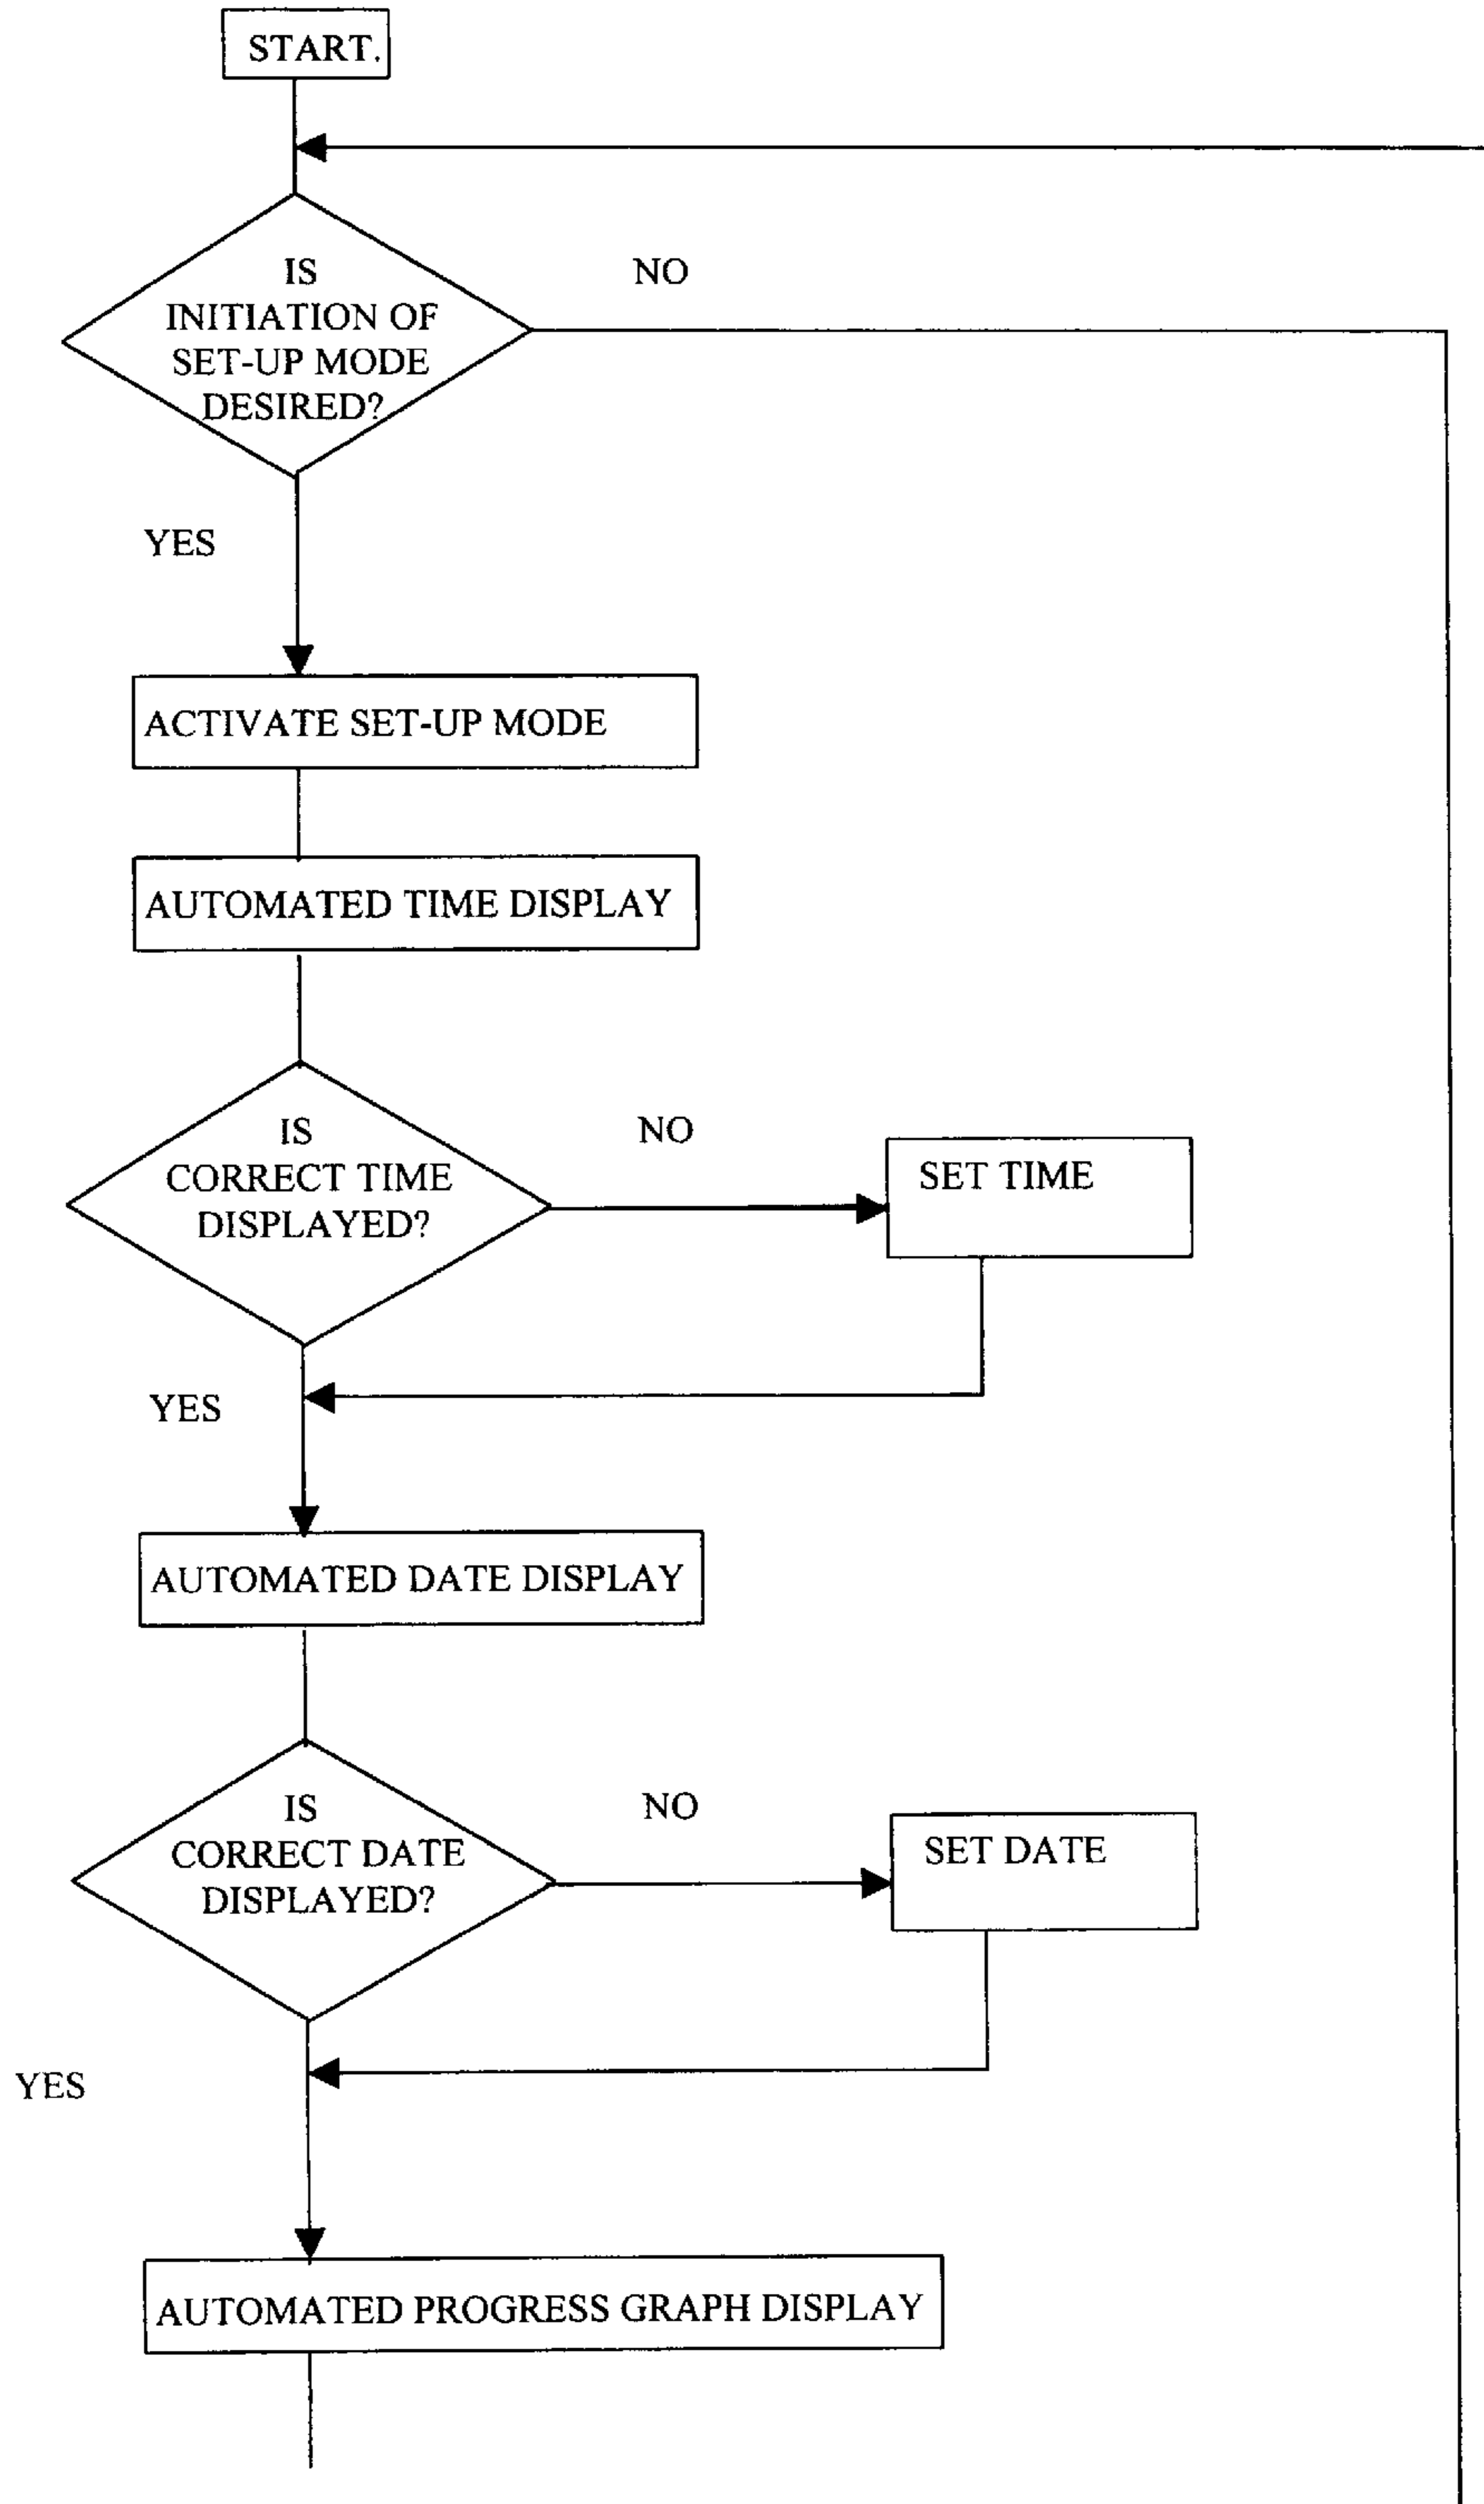 START.
IS
INITIATION OF
SET-UP MODE
DESIRED?
NO
YES
ACTIVATE SET-UP MODE
AUTOMATED TIME DISPLAY
IS
CORRECT TIME
DISPLAYED?
NO
SET TIME
YES
AUTOMATED DATE DISPLAY
IS
CORRECT DATE
DISPLAYED?
NO
SET DATE
YES
AUTOMATED PROGRESS GRAPH DISPLAY